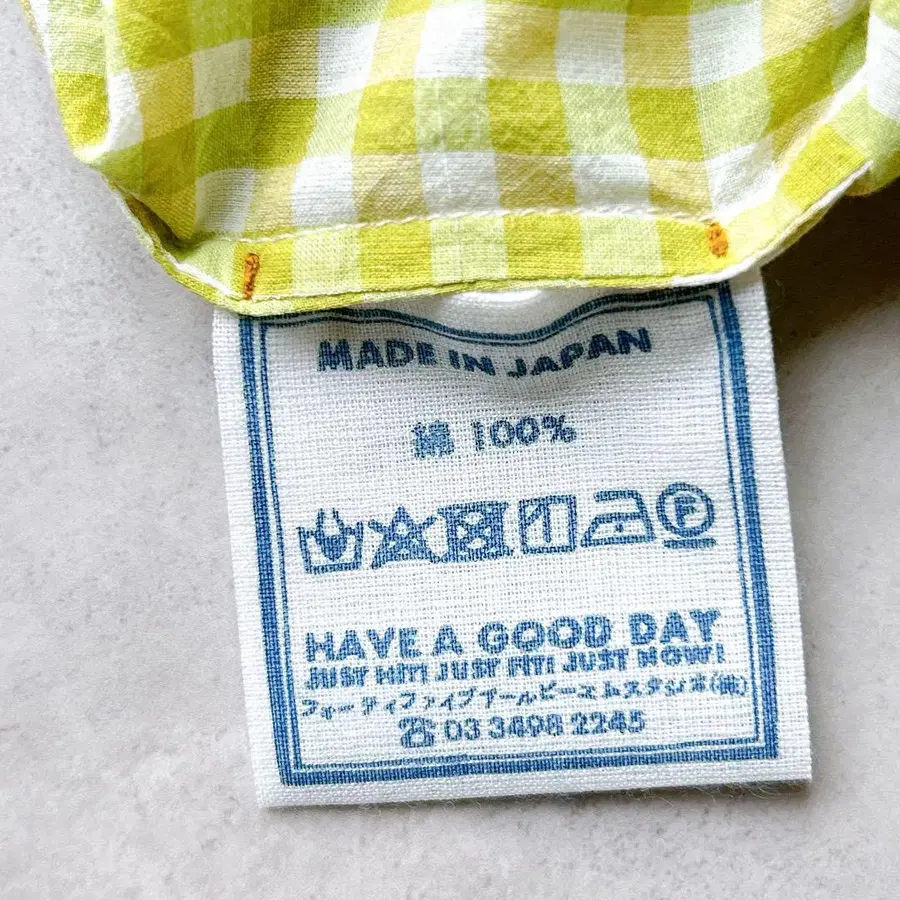 MADE IN JAPAN
綿 100%
HAVE A GOOD DAY
JUST HIT! JUST FIT! JUST NOW!
フォーティファイブアールピーエムスタジオ(株)
☎ 03 3498 2245